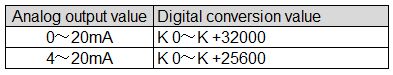 Analog output value Digital conversion value
0～20mA K 0～K +32000
4～20mA K 0～K +25600